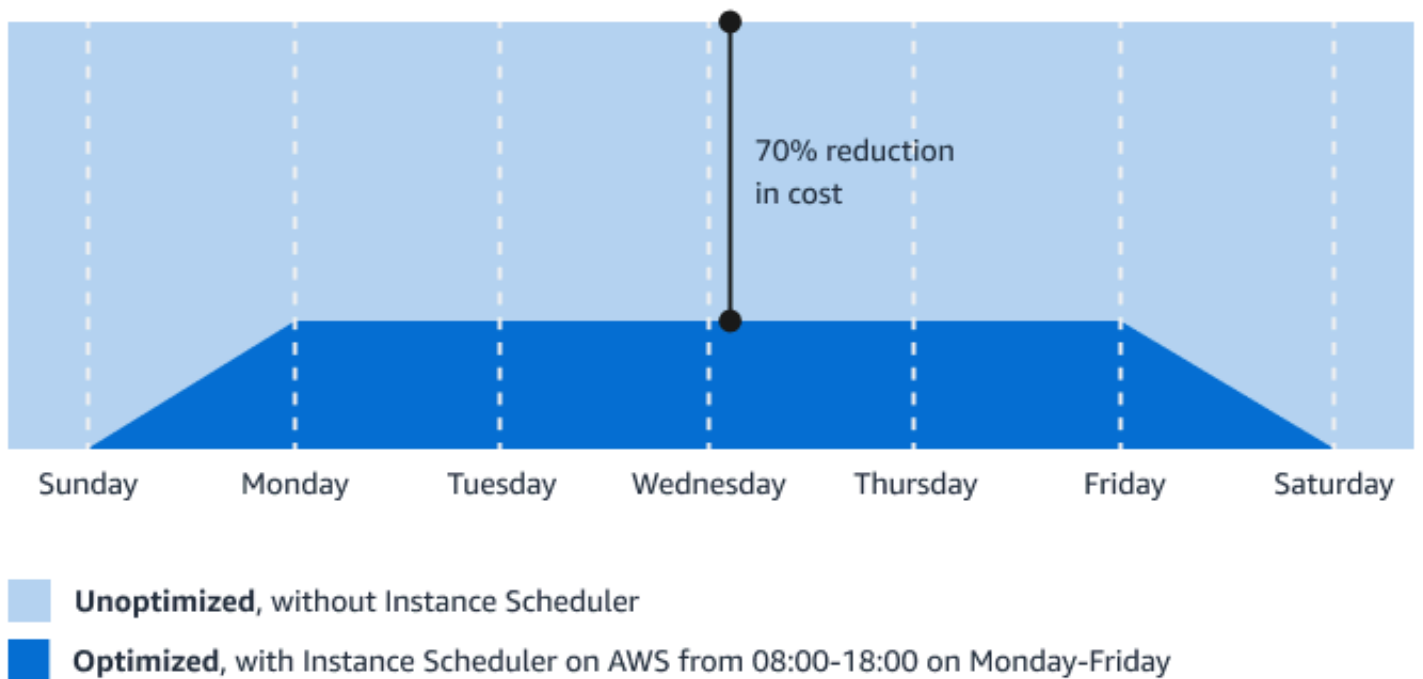 70% reduction
in cost
Sunday Monday Tuesday Wednesday Thursday Friday Saturday
Unoptimized, without Instance Scheduler
Optimized, with Instance Scheduler on AWS from 08:00-18:00 on Monday-Friday